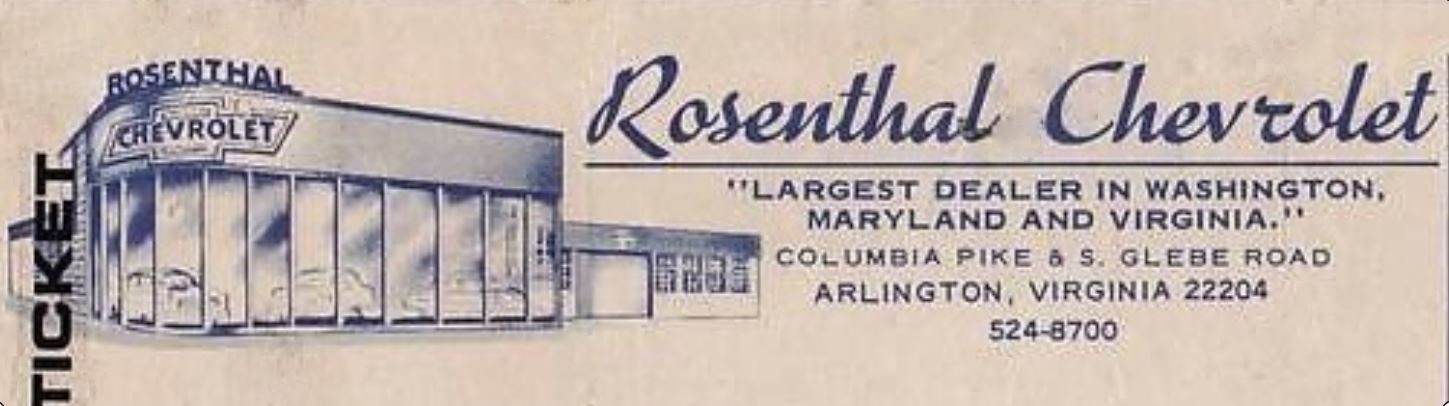 ROSENTHAL
CHEVROLET
TICKET
Rosenthal Chevrolet
"LARGEST DEALER IN WASHINGTON,
MARYLAND AND VIRGINIA."
COLUMBIA PIKE & S. GLEBE ROAD
ARLINGTON, VIRGINIA 22204
524-8700